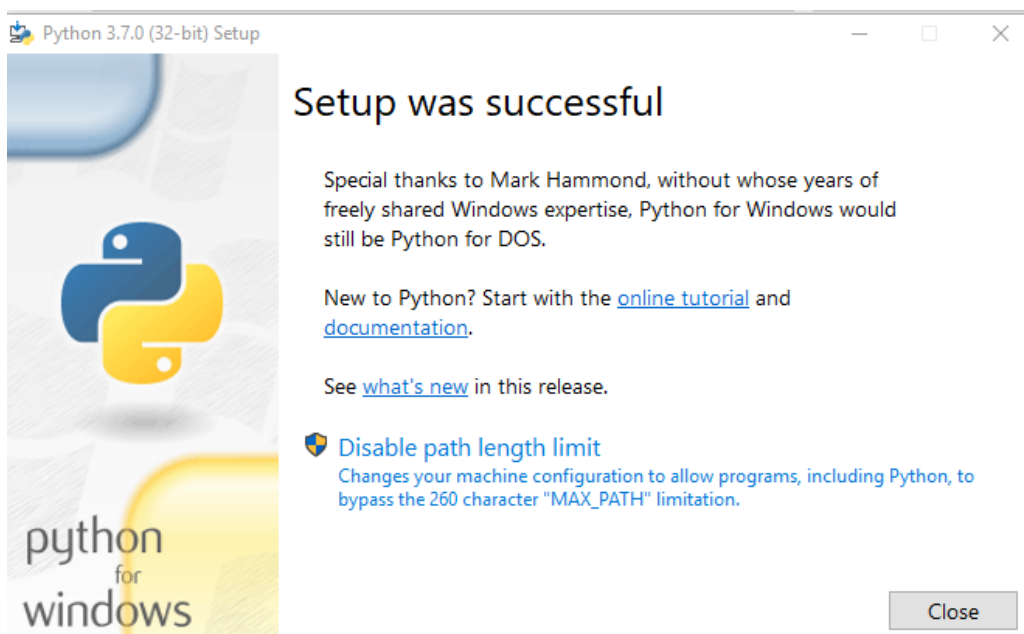 Python 3.7.0 (32-bit) Setup
Setup was successful
Special thanks to Mark Hammond, without whose years of
freely shared Windows expertise, Python for Windows would
still be Python for DOS.
New to Python? Start with the online tutorial and
documentation.
See what's new in this release.
Disable path length limit
Changes your machine configuration to allow programs, including Python, to
bypass the 260 character "MAX_PATH" limitation.
python
for
windows
Close